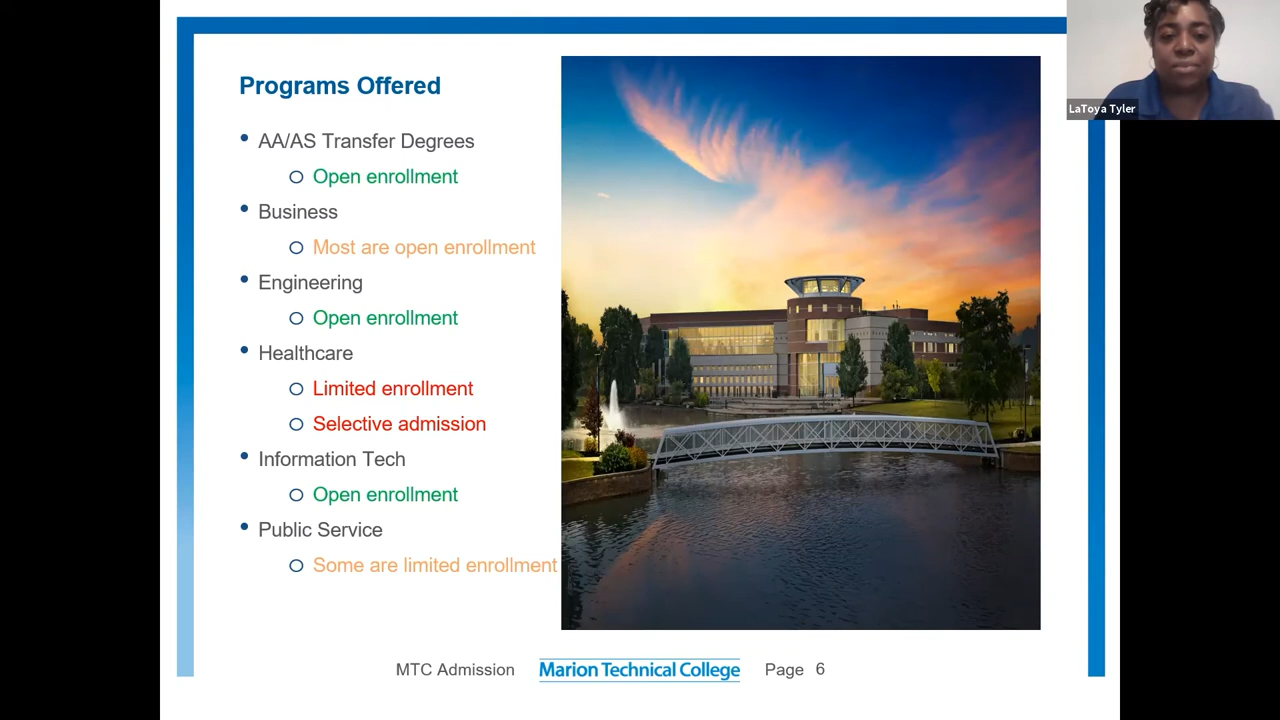 Programs Offered
LaToya Tyler
AA/AS Transfer Degrees
Open enrollment
Business
Most are open enrollment
Engineering
Open enrollment
Healthcare
Limited enrollment
Selective admission
Information Tech
Open enrollment
Public Service
Some are limited enrollment
MTC Admission Marion Technical College Page 6